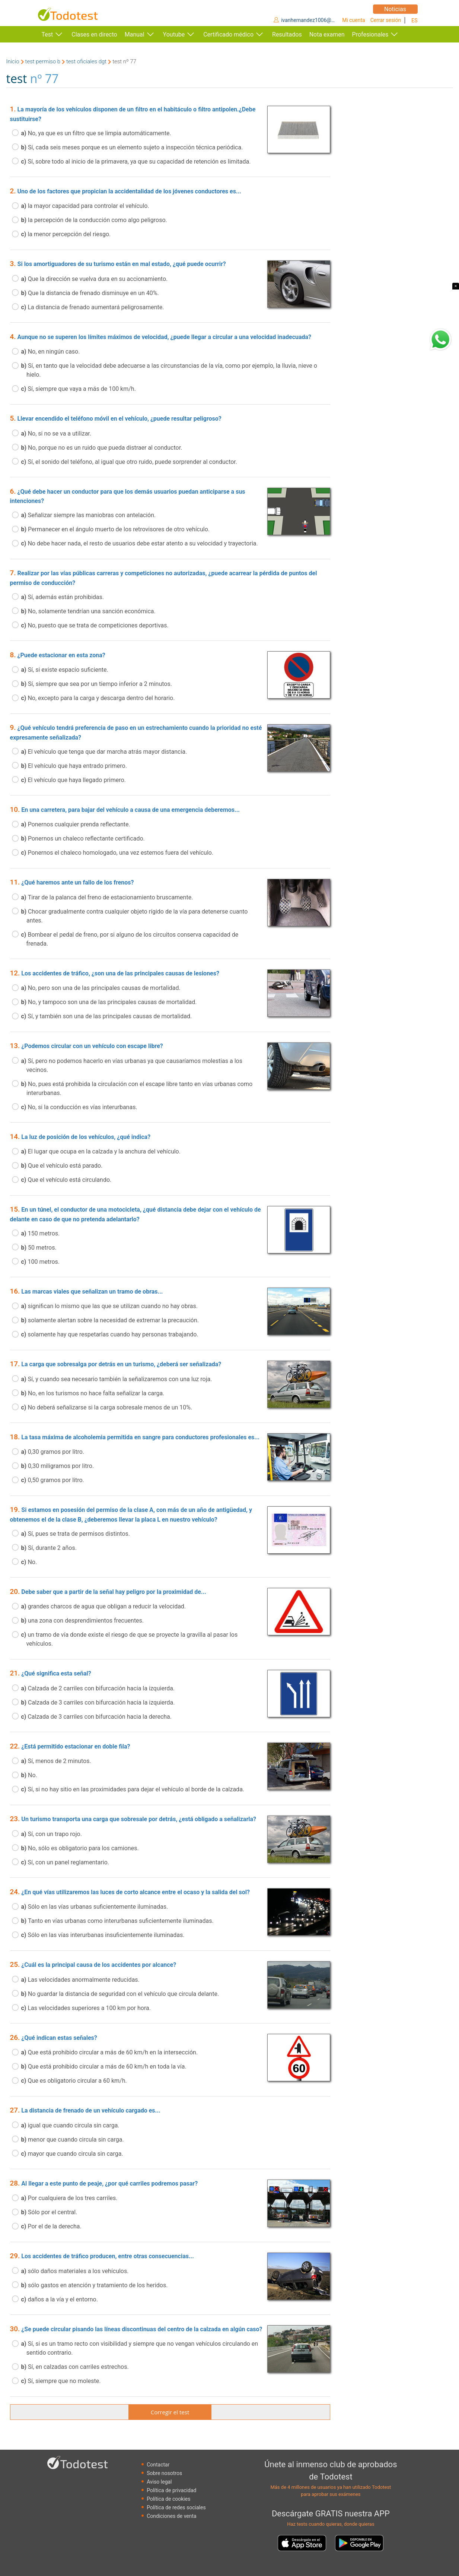 Todotest
Noticias
ivanhernandez1006@...
Mi cuenta
Cerrar sesión
ES
Test
Clases en directo
Manual
Youtube
Certificado médico
Resultados
Nota examen
Profesionales
Inicio > test permiso b > test oficiales dgt > test nº 77
test nº 77
1. La mayoría de los vehículos disponen de un filtro en el habitáculo o filtro antipolen.¿Debe
sustituirse?
a) No, ya que es un filtro que se limpia automáticamente.
b) Sí, cada seis meses porque es un elemento sujeto a inspección técnica periódica.
c) Sí, sobre todo al inicio de la primavera, ya que su capacidad de retención es limitada.
2. Uno de los factores que propician la accidentalidad de los jóvenes conductores es...
a) la mayor capacidad para controlar el vehículo.
b) la percepción de la conducción como algo peligroso.
c) la menor percepción del riesgo.
3. Si los amortiguadores de su turismo están en mal estado, ¿qué puede ocurrir?
a) Que la dirección se vuelva dura en su accionamiento.
b) Que la distancia de frenado disminuye en un 40%.
c) La distancia de frenado aumentará peligrosamente.
4. Aunque no se superen los límites máximos de velocidad, ¿puede llegar a circular a una velocidad inadecuada?
a) No, en ningún caso.
b) Sí, en tanto que la velocidad debe adecuarse a las circunstancias de la vía, como por ejemplo, la lluvia, nieve o
hielo.
c) Sí, siempre que vaya a más de 100 km/h.
5. Llevar encendido el teléfono móvil en el vehículo, ¿puede resultar peligroso?
a) No, si no se va a utilizar.
b) No, porque no es un ruido que pueda distraer al conductor.
c) Sí, el sonido del teléfono, al igual que otro ruido, puede sorprender al conductor.
6. ¿Qué debe hacer un conductor para que los demás usuarios puedan anticiparse a sus
intenciones?
a) Señalizar siempre las maniobras con antelación.
b) Permanecer en el ángulo muerto de los retrovisores de otro vehículo.
c) No debe hacer nada, el resto de usuarios debe estar atento a su velocidad y trayectoria.
7. Realizar por las vías públicas carreras y competiciones no autorizadas, ¿puede acarrear la pérdida de puntos del
permiso de conducción?
a) Sí, además están prohibidas.
b) No, solamente tendrían una sanción económica.
c) No, puesto que se trata de competiciones deportivas.
8. ¿Puede estacionar en esta zona?
a) Sí, si existe espacio suficiente.
b) Sí, siempre que sea por un tiempo inferior a 2 minutos.
c) No, excepto para la carga y descarga dentro del horario.
9. ¿Qué vehículo tendrá preferencia de paso en un estrechamiento cuando la prioridad no esté
expresamente señalizada?
a) El vehículo que tenga que dar marcha atrás mayor distancia.
b) El vehículo que haya entrado primero.
c) El vehículo que haya llegado primero.
10. En una carretera, para bajar del vehículo a causa de una emergencia deberemos...
a) Ponernos cualquier prenda reflectante.
b) Ponernos un chaleco reflectante certificado.
c) Ponernos el chaleco homologado, una vez estemos fuera del vehículo.
11. ¿Qué haremos ante un fallo de los frenos?
a) Tirar de la palanca del freno de estacionamiento bruscamente.
b) Chocar gradualmente contra cualquier objeto rígido de la vía para detenerse cuanto
antes.
c) Bombear el pedal de freno, por si alguno de los circuitos conserva capacidad de
frenada.
12. Los accidentes de tráfico, ¿son una de las principales causas de lesiones?
a) No, pero son una de las principales causas de mortalidad.
b) No, y tampoco son una de las principales causas de mortalidad.
c) Sí, y también son una de las principales causas de mortalidad.
13. ¿Podemos circular con un vehículo con escape libre?
a) Sí, pero no podemos hacerlo en vías urbanas ya que causaríamos molestias a los
vecinos.
b) No, pues está prohibida la circulación con el escape libre tanto en vías urbanas como
interurbanas.
c) No, si la conducción es vías interurbanas.
14. La luz de posición de los vehículos, ¿qué indica?
a) El lugar que ocupa en la calzada y la anchura del vehículo.
b) Que el vehículo está parado.
c) Que el vehículo está circulando.
15. En un túnel, el conductor de una motocicleta, ¿qué distancia debe dejar con el vehículo de
delante en caso de que no pretenda adelantarlo?
a) 150 metros.
b) 50 metros.
c) 100 metros.
16. Las marcas viales que señalizan un tramo de obras...
a) significan lo mismo que las que se utilizan cuando no hay obras.
b) solamente alertan sobre la necesidad de extremar la precaución.
c) solamente hay que respetarlas cuando hay personas trabajando.
17. La carga que sobresalga por detrás en un turismo, ¿deberá ser señalizada?
a) Sí, y cuando sea necesario también la señalizaremos con una luz roja.
b) No, en los turismos no hace falta señalizar la carga.
c) No deberá señalizarse si la carga sobresale menos de un 10%.
18. La tasa máxima de alcoholemia permitida en sangre para conductores profesionales es...
a) 0,30 gramos por litro.
b) 0,30 miligramos por litro.
c) 0,50 gramos por litro.
19. Si estamos en posesión del permiso de la clase A, con más de un año de antigüedad, y
obtenemos el de la clase B, ¿deberemos llevar la placa L en nuestro vehículo?
a) Sí, pues se trata de permisos distintos.
b) Sí, durante 2 años.
c) No.
20. Debe saber que a partir de la señal hay peligro por la proximidad de...
a) grandes charcos de agua que obligan a reducir la velocidad.
b) una zona con desprendimientos frecuentes.
c) un tramo de vía donde existe el riesgo de que se proyecte la gravilla al pasar los
vehículos.
21. ¿Qué significa esta señal?
a) Calzada de 2 carriles con bifurcación hacia la izquierda.
b) Calzada de 3 carriles con bifurcación hacia la izquierda.
c) Calzada de 3 carriles con bifurcación hacia la derecha.
22. ¿Está permitido estacionar en doble fila?
a) Sí, menos de 2 minutos.
b) No.
c) Sí, si no hay sitio en las proximidades para dejar el vehículo al borde de la calzada.
23. Un turismo transporta una carga que sobresale por detrás, ¿está obligado a señalizarla?
a) Sí, con un trapo rojo.
b) No, sólo es obligatorio para los camiones.
c) Sí, con un panel reglamentario.
24. ¿En qué vías utilizaremos las luces de corto alcance entre el ocaso y la salida del sol?
a) Sólo en las vías urbanas suficientemente iluminadas.
b) Tanto en vías urbanas como interurbanas suficientemente iluminadas.
c) Sólo en las vías interurbanas insuficientemente iluminadas.
25. ¿Cuál es la principal causa de los accidentes por alcance?
a) Las velocidades anormalmente reducidas.
b) No guardar la distancia de seguridad con el vehículo que circula delante.
c) Las velocidades superiores a 100 km por hora.
26. ¿Qué indican estas señales?
a) Que está prohibido circular a más de 60 km/h en la intersección.
b) Que está prohibido circular a más de 60 km/h en toda la vía.
c) Que es obligatorio circular a 60 km/h.
60
27. La distancia de frenado de un vehículo cargado es...
a) igual que cuando circula sin carga.
b) menor que cuando circula sin carga.
c) mayor que cuando circula sin carga.
28. Al llegar a este punto de peaje, ¿por qué carriles podremos pasar?
a) Por cualquiera de los tres carriles.
b) Sólo por el central.
c) Por el de la derecha.
29. Los accidentes de tráfico producen, entre otras consecuencias...
a) sólo daños materiales a los vehículos.
b) sólo gastos en atención y tratamiento de los heridos.
c) daños a la vía y el entorno.
30. ¿Se puede circular pisando las líneas discontinuas del centro de la calzada en algún caso?
a) Sí, si es un tramo recto con visibilidad y siempre que no vengan vehículos circulando en
sentido contrario.
b) Sí, en calzadas con carriles estrechos.
c) Sí, siempre que no moleste.
Corregir el test
Todotest
Contactar
Sobre nosotros
Aviso legal
Política de privacidad
Política de cookies
Política de redes sociales
Condiciones de venta
Únete al inmenso club de aprobados
de Todotest
Más de 4 millones de usuarios ya han utilizado Todotest
para aprobar sus exámenes
Descárgate GRATIS nuestra APP
Haz tests cuando quieras, donde quieras
App Store
Google Play